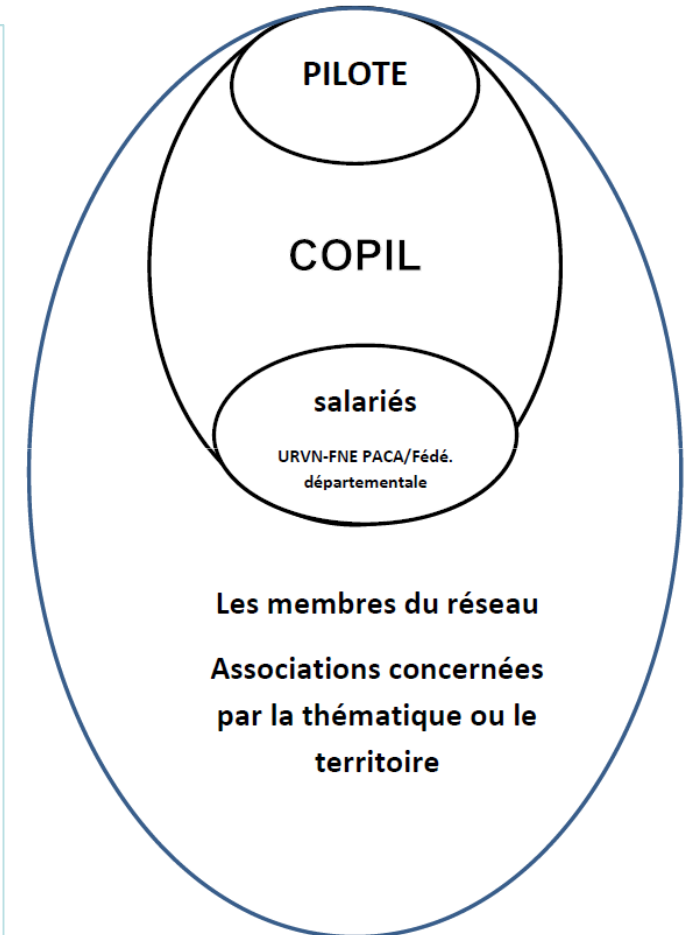 PILOTE
COPIL
salariés
URVN-FNE PACA/Fédé.
départementale
Les membres du réseau
Associations concernées
par la thématique ou le
territoire